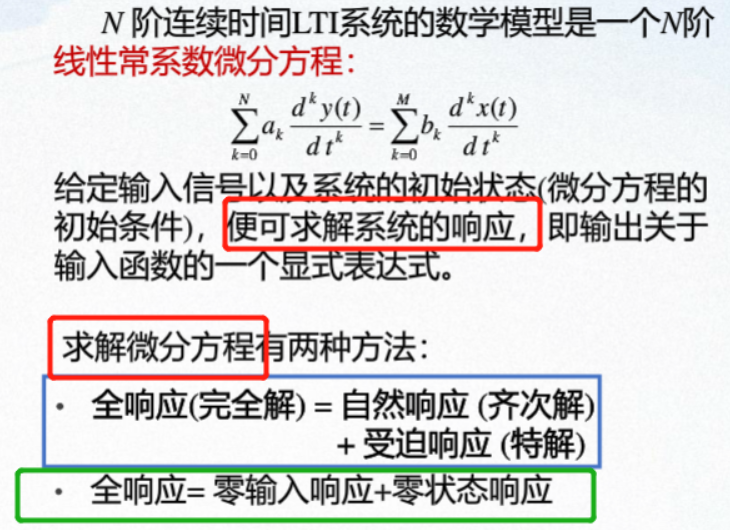 N 阶连续时间LTI系统的数学模型是一个N阶
线性常系数微分方程：
$$\sum_{k=0}^{N} a_k \frac{d^k y(t)}{dt^k} = \sum_{k=0}^{M} b_k \frac{d^k x(t)}{dt^k}$$
给定输入信号以及系统的初始状态(微分方程的
初始条件)，便可求解系统的响应，即输出关于
输入函数的一个显式表达式。
求解微分方程有两种方法：
• 全响应(完全解) = 自然响应 (齐次解)
+ 受迫响应 (特解)
• 全响应= 零输入响应+零状态响应